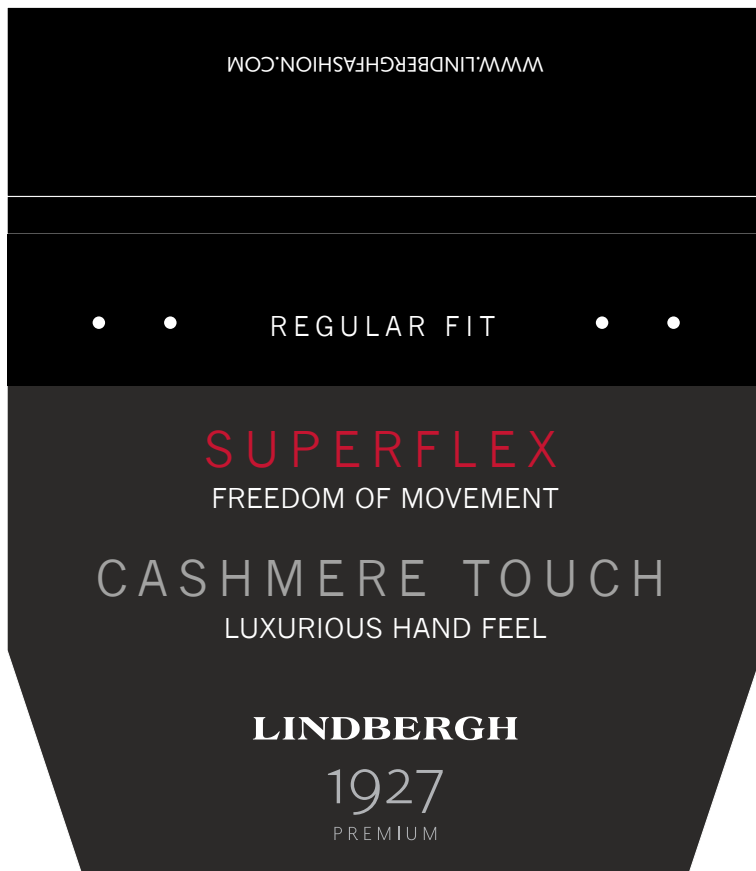 WWW.LINDBERGHFASHION.COM
REGULAR FIT
SUPERFLEX
FREEDOM OF MOVEMENT
CASHMERE TOUCH
LUXURIOUS HAND FEEL
LINDBERGH
1927
PREMIUM